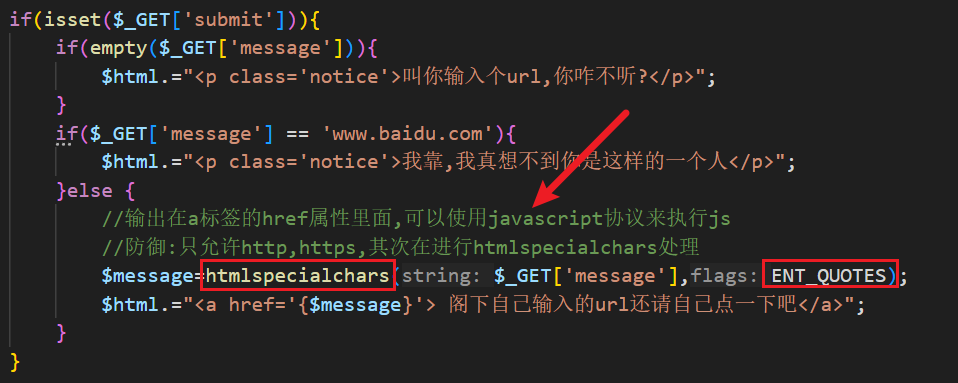 if(isset($_GET['submit'])){
if(empty($_GET['message'])){
$html.="<p class='notice'>叫你输入个url,你咋不听?</p>";
}
if($_GET['message'] == 'www.baidu.com'){
$html.="<p class='notice'>我靠,我真想不到你是这样的一个人</p>";
}else {
//输出在a标签的href属性里面,可以使用javascript协议来执行js
//防御:只允许http,https,其次在进行htmlspecialchars处理
$message=htmlspecialchars(string: $_GET['message'],flags: ENT_QUOTES);
$html.="<a href='{$message}'> 阁下自己输入的url还请自己点一下吧</a>";
}
}